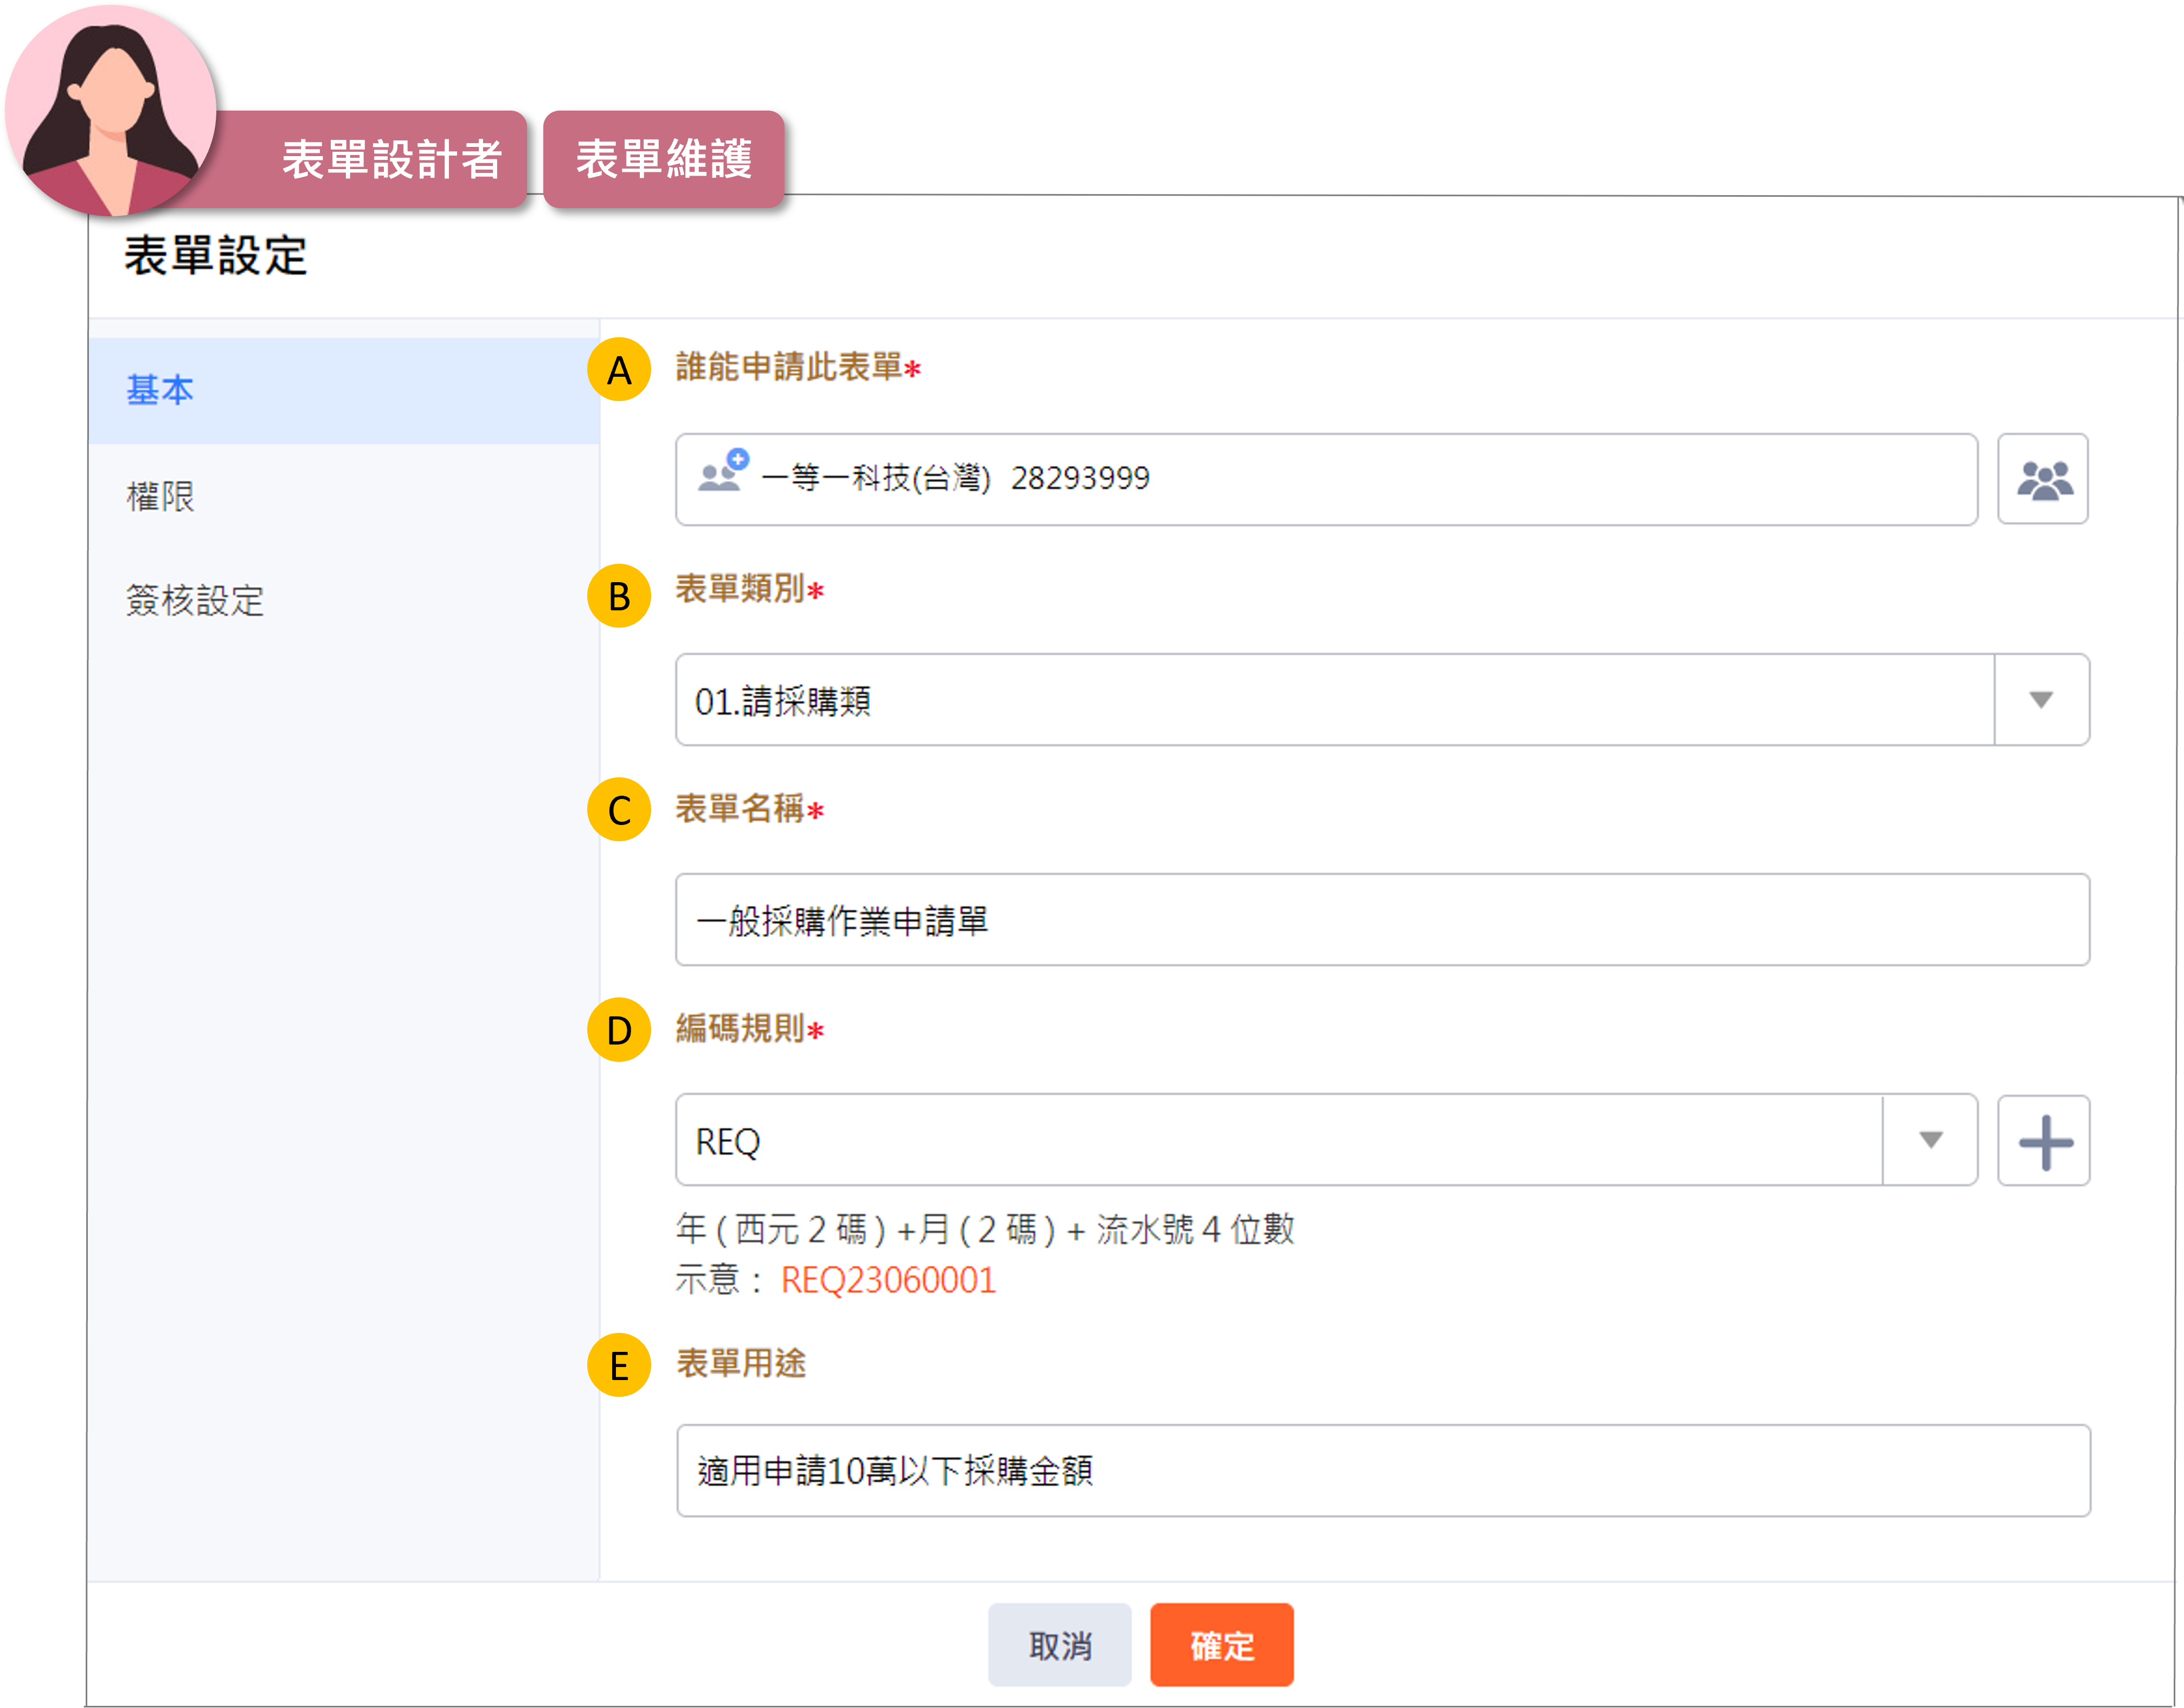 表單設計者
表單維護
表單設定
基本
權限
簽核設定
A 誰能申請此表單*
一等一科技(台灣) 28293999
B 表單類別*
01.請採購類
C 表單名稱*
一般採購作業申請單
D 編碼規則*
REQ
年 ( 西元 2 碼 ) +月 ( 2 碼 ) + 流水號 4 位數
示意： REQ23060001
E 表單用途
適用申請10萬以下採購金額
取消
確定